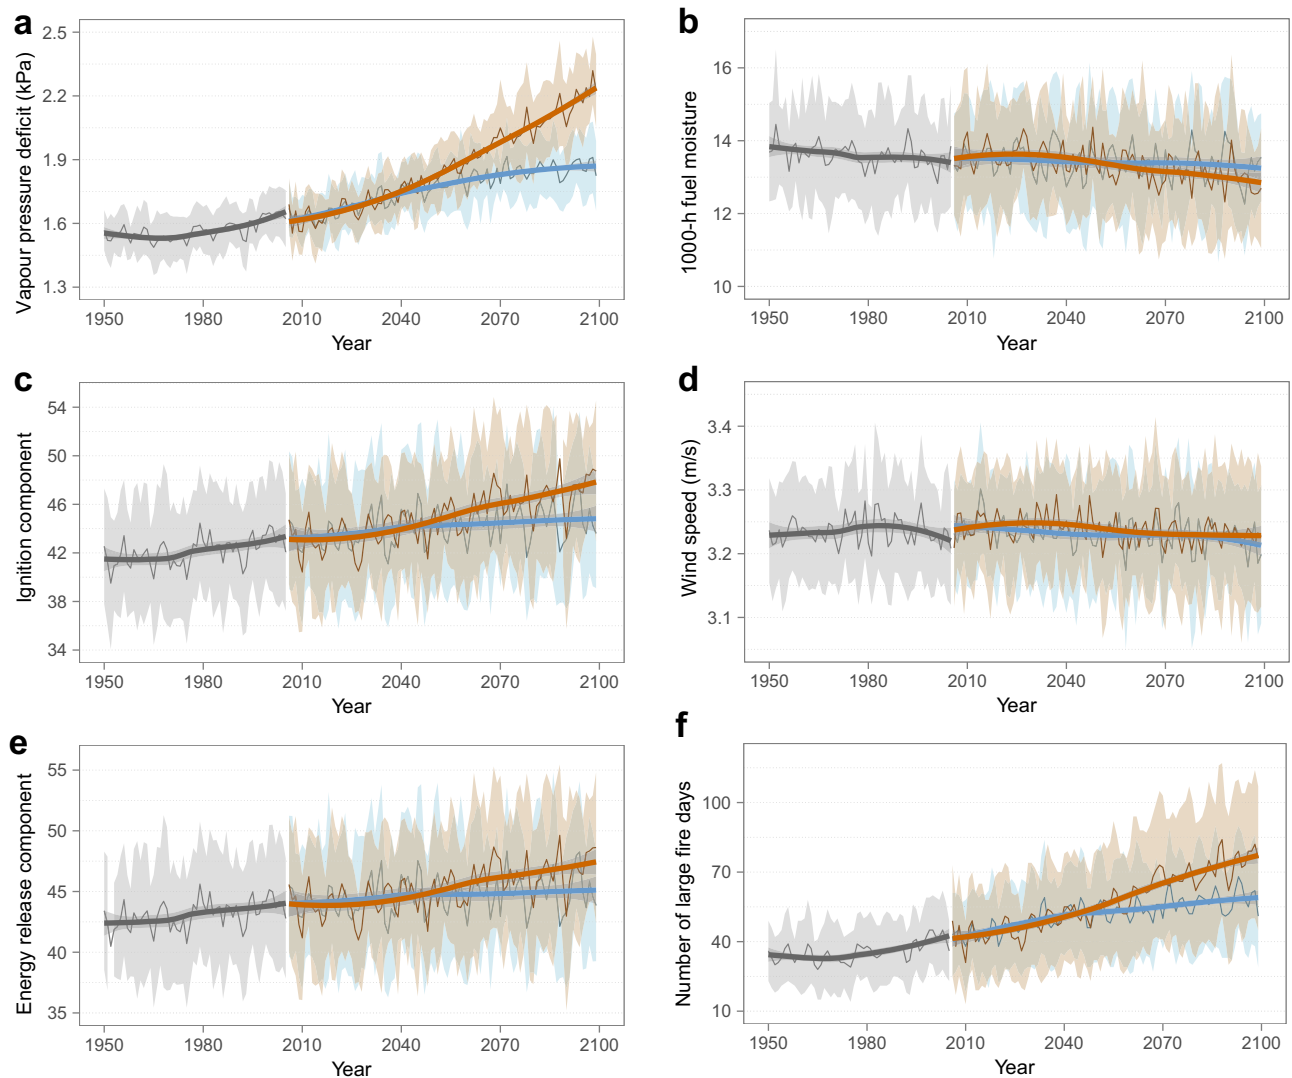 a
Vapour pressure deficit (kPa)
2.5
2.2
1.9
1.6
1.3
1950 1980 2010 2040 2070 2100
Year
b
1000-h fuel moisture
16
14
12
10
1950 1980 2010 2040 2070 2100
Year
c
Ignition component
54
50
46
42
38
34
1950 1980 2010 2040 2070 2100
Year
d
Wind speed (m/s)
3.4
3.3
3.2
3.1
1950 1980 2010 2040 2070 2100
Year
e
Energy release component
55
50
45
40
35
1950 1980 2010 2040 2070 2100
Year
f
Number of large fire days
100
70
40
10
1950 1980 2010 2040 2070 2100
Year